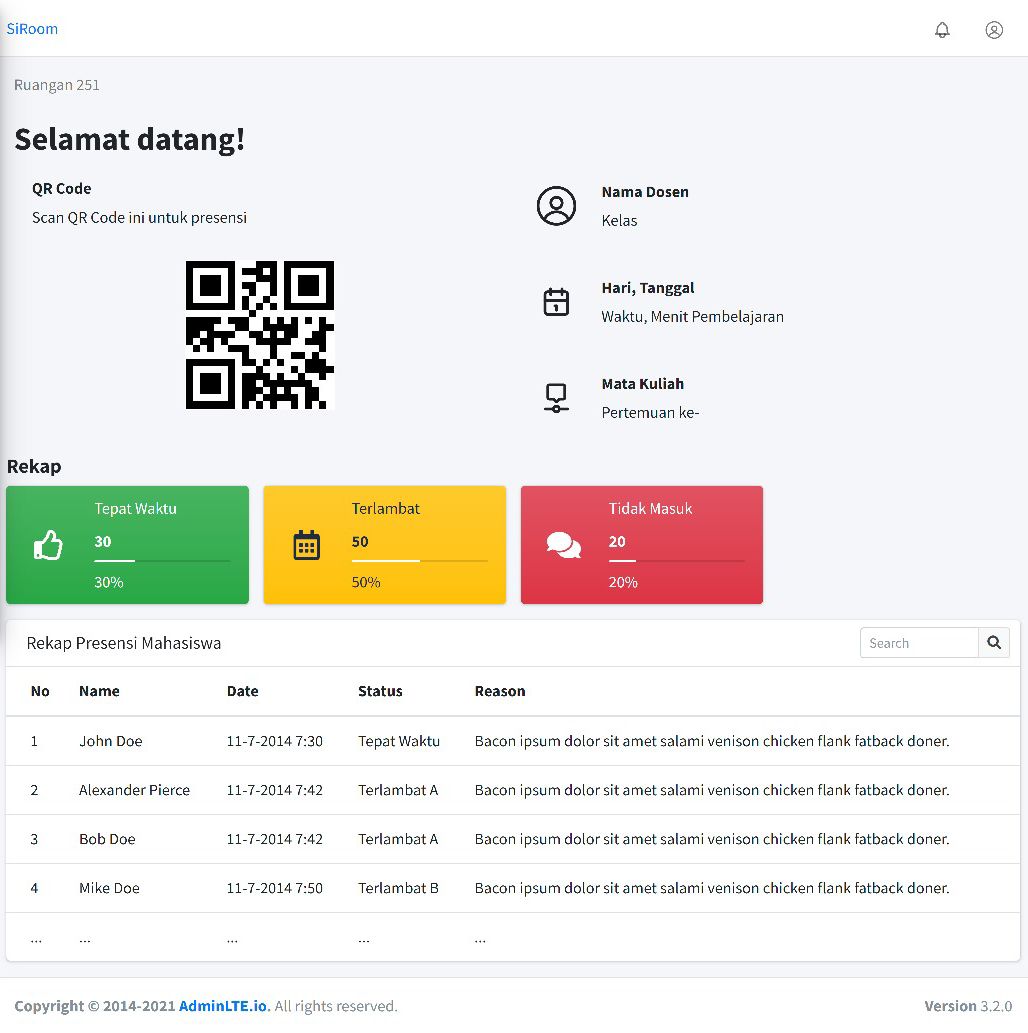 SiRoom
Ruangan 251
Selamat datang!
QR Code
Scan QR Code ini untuk presensi
Nama Dosen
Kelas
Hari, Tanggal
Waktu, Menit Pembelajaran
Mata Kuliah
Pertemuan ke-
Rekap
Tepat Waktu
30
30%
Terlambat
50
50%
Tidak Masuk
20
20%
Rekap Presensi Mahasiswa Search
No Name Date Status Reason
1 John Doe 11-7-2014 7:30 Tepat Waktu Bacon ipsum dolor sit amet salami venison chicken flank fatback doner.
2 Alexander Pierce 11-7-2014 7:42 Terlambat A Bacon ipsum dolor sit amet salami venison chicken flank fatback doner.
3 Bob Doe 11-7-2014 7:42 Terlambat A Bacon ipsum dolor sit amet salami venison chicken flank fatback doner.
4 Mike Doe 11-7-2014 7:50 Terlambat B Bacon ipsum dolor sit amet salami venison chicken flank fatback doner.
... ... ... ... ...
Copyright © 2014-2021 AdminLTE.io. All rights reserved. Version 3.2.0